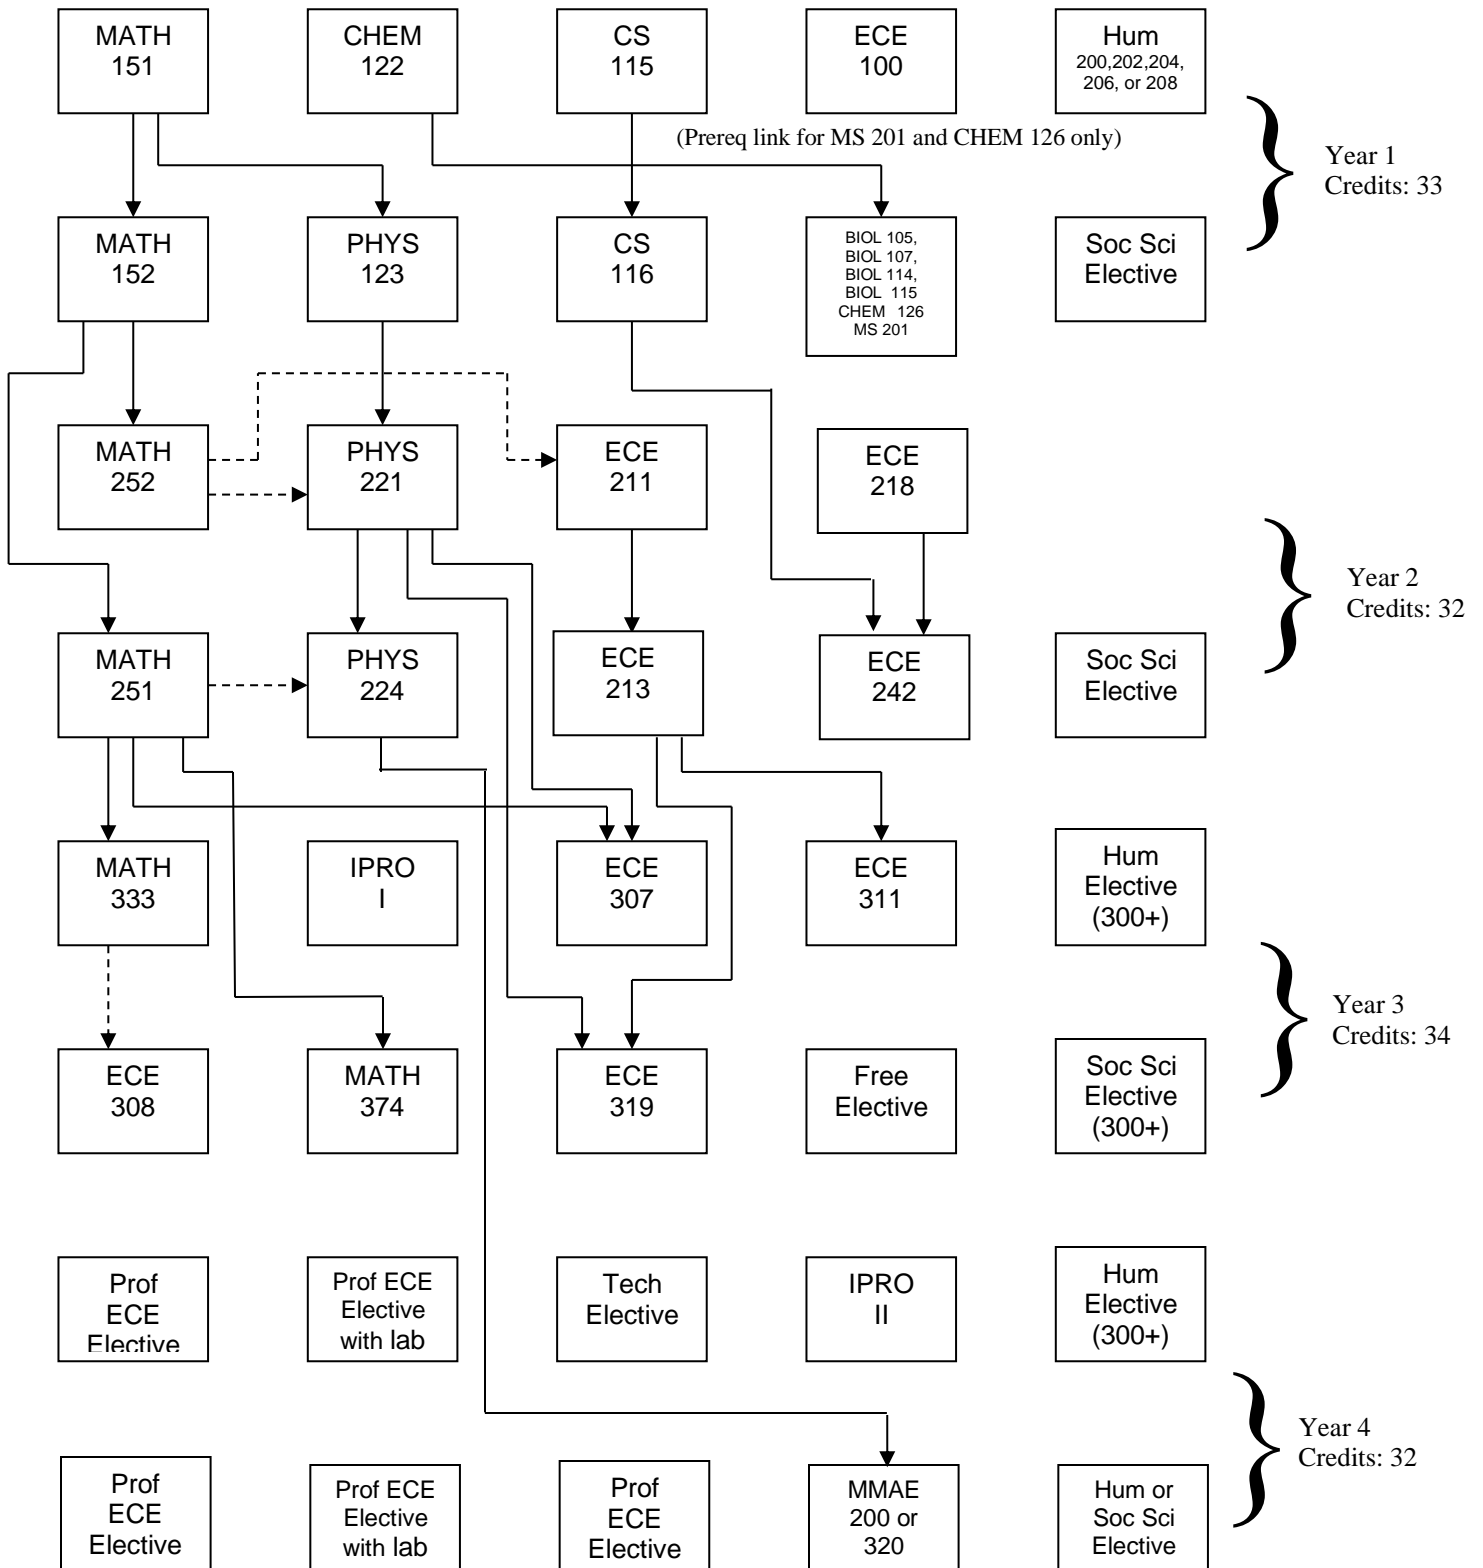 MATH
151
CHEM
122
CS
115
ECE
100
Hum
200,202,204,
206, or 208
(Prereq link for MS 201 and CHEM 126 only)
Year 1
Credits: 33
MATH
152
PHYS
123
CS
116
BIOL 105,
BIOL 107,
BIOL 114,
BIOL 115
CHEM 126
MS 201
Soc Sci
Elective
MATH
252
PHYS
221
ECE
211
ECE
218
Year 2
Credits: 32
MATH
251
PHYS
224
ECE
213
ECE
242
Soc Sci
Elective
MATH
333
IPRO
I
ECE
307
ECE
311
Hum
Elective
(300+)
Year 3
Credits: 34
ECE
308
MATH
374
ECE
319
Free
Elective
Soc Sci
Elective
(300+)
Prof
ECE
Elective
Prof ECE
Elective
with lab
Tech
Elective
IPRO
II
Hum
Elective
(300+)
Year 4
Credits: 32
Prof
ECE
Elective
Prof ECE
Elective
with lab
Prof
ECE
Elective
MMAE
200 or
320
Hum or
Soc Sci
Elective